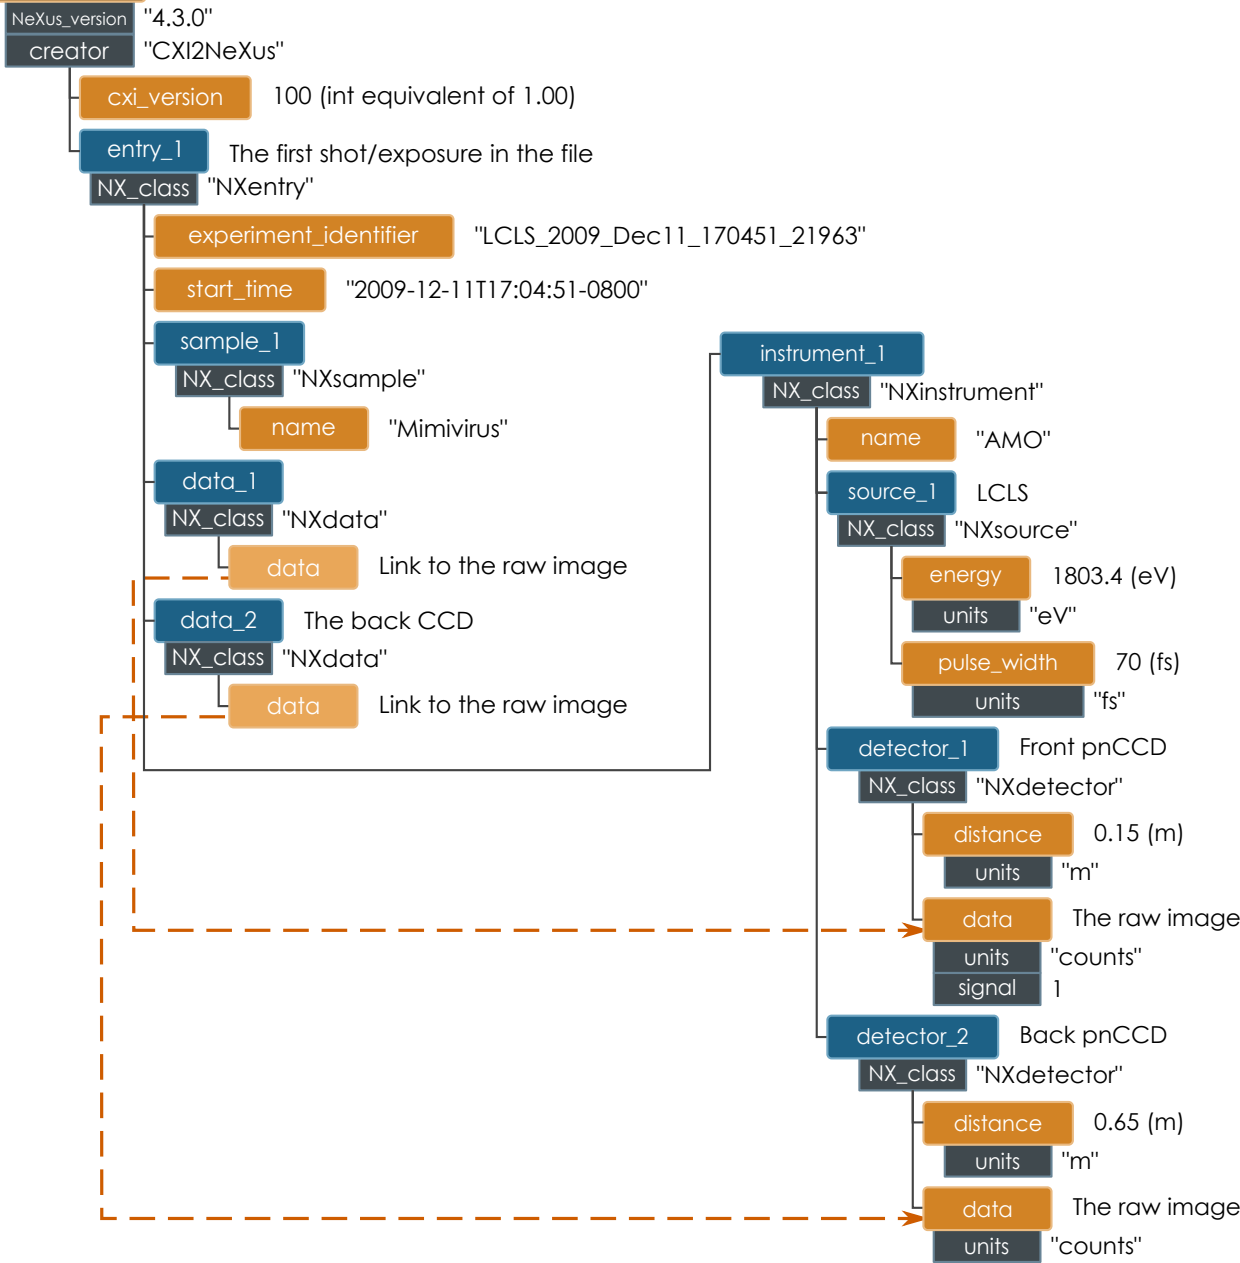 NeXus_version "4.3.0"
creator "CXI2NeXus"
cxi_version 100 (int equivalent of 1.00)
entry_1 The first shot/exposure in the file
NX_class "NXentry"
experiment_identifier "LCLS_2009_Dec11_170451_21963"
start_time "2009-12-11T17:04:51-0800"
sample_1
NX_class "NXsample"
name "Mimivirus"
data_1
NX_class "NXdata"
data Link to the raw image
data_2 The back CCD
NX_class "NXdata"
data Link to the raw image
instrument_1
NX_class "NXinstrument"
name "AMO"
source_1 LCLS
NX_class "NXsource"
energy 1803.4 (eV)
units "eV"
pulse_width 70 (fs)
units "fs"
detector_1 Front pnCCD
NX_class "NXdetector"
distance 0.15 (m)
units "m"
data The raw image
units "counts"
signal 1
detector_2 Back pnCCD
NX_class "NXdetector"
distance 0.65 (m)
units "m"
data The raw image
units "counts"